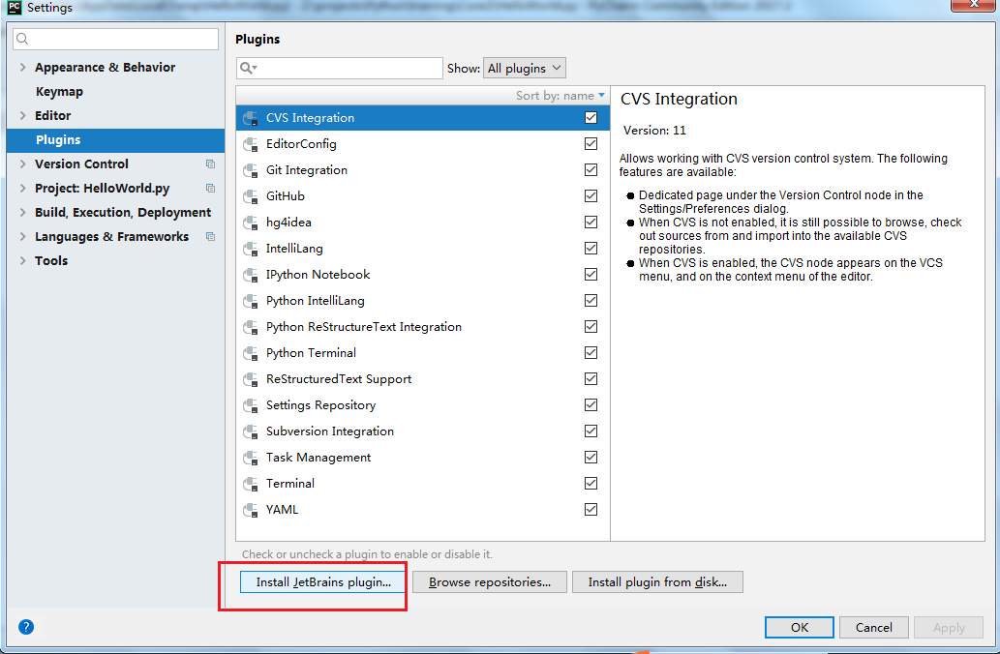 PC Settings
Plugins
Show: All plugins
Appearance & Behavior
Keymap
Editor
Plugins
Version Control
Project: HelloWorld.py
Build, Execution, Deployment
Languages & Frameworks
Tools
Sort by: name
CVS Integration
EditorConfig
Git Integration
GitHub
hg4idea
IntelliLang
IPython Notebook
Python IntelliLang
Python ReStructureText Integration
Python Terminal
ReStructuredText Support
Settings Repository
Subversion Integration
Task Management
Terminal
YAML
CVS Integration
Version: 11
Allows working with CVS version control system. The following
features are available:
Dedicated page under the Version Control node in the
Settings/Preferences dialog.
When CVS is not enabled, it is still possible to browse, check
out sources from and import into the available CVS
repositories.
When CVS is enabled, the CVS node appears on the VCS
menu, and on the context menu of the editor.
Check or uncheck a plugin to enable or disable it.
Install JetBrains plugin... Browse repositories... Install plugin from disk...
? OK Cancel Apply